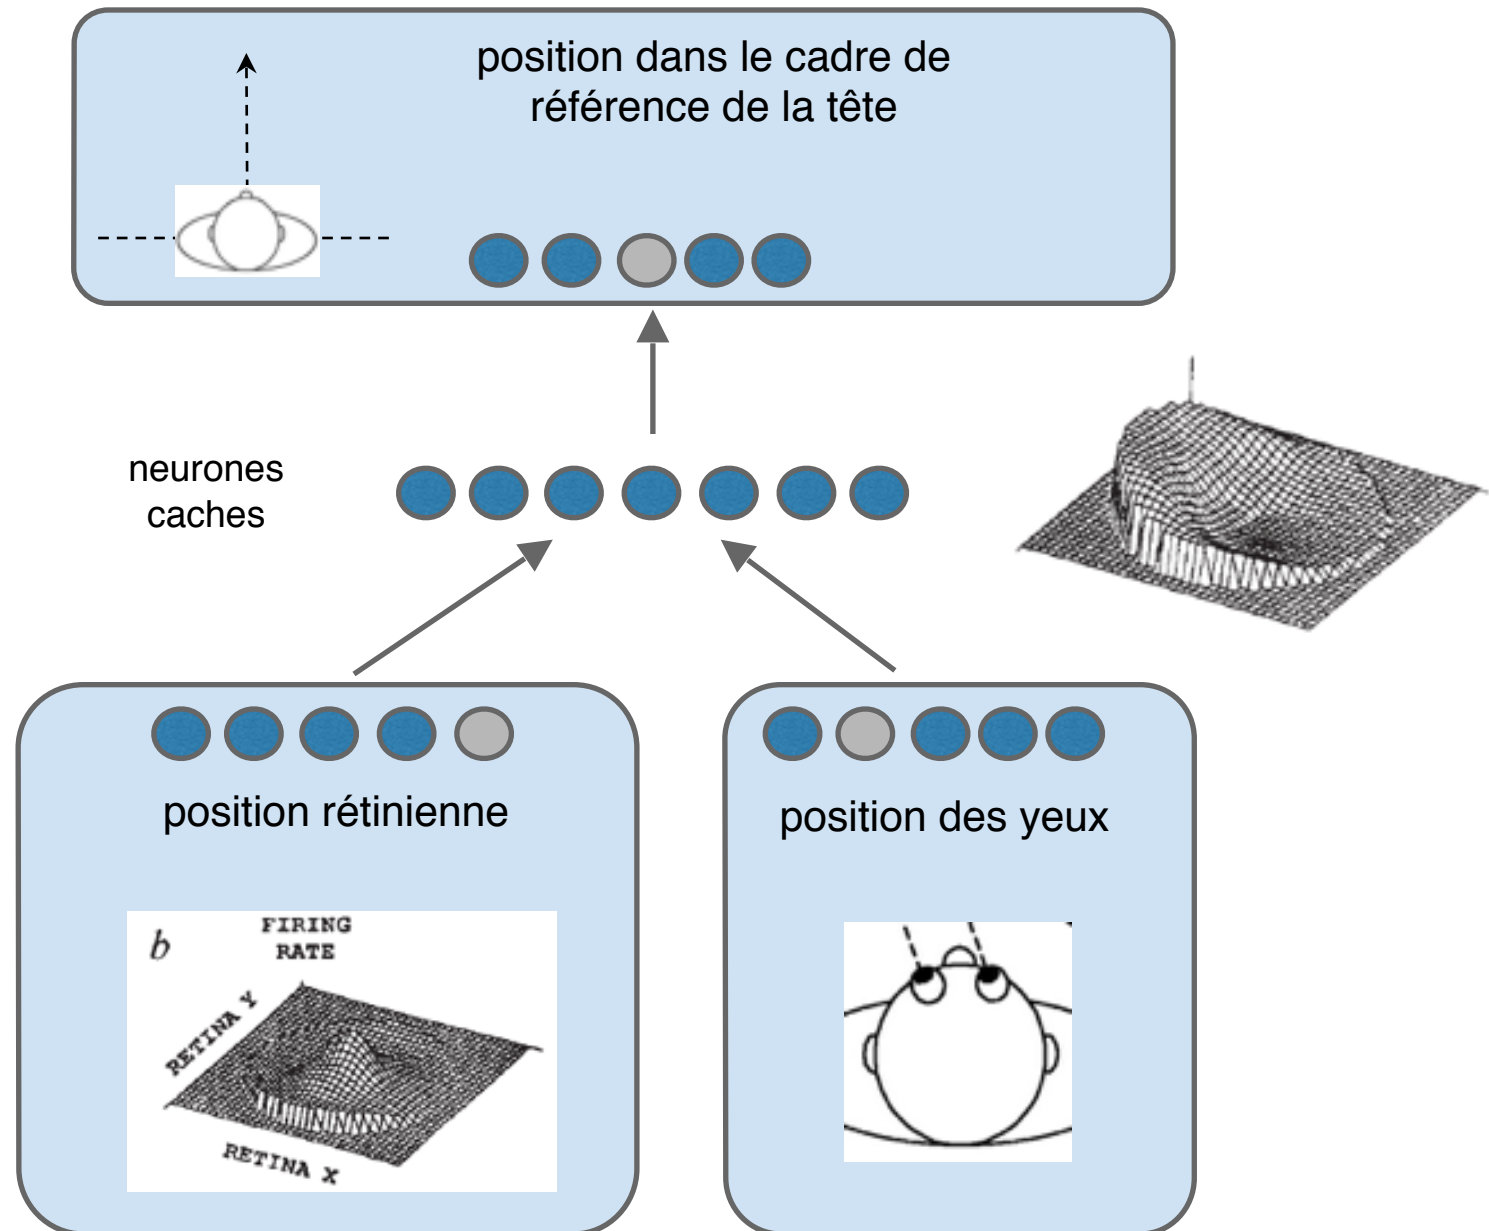 position dans le cadre de
référence de la tête
neurones
caches
position rétinienne
position des yeux
b
FIRING
RATE
RETINA Y
RETINA X